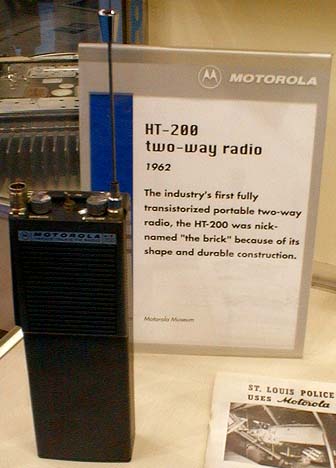 MOTOROLA
HT-200
two-way radio
1962
The industry's first fully
transistorized portable two-way
radio, the HT-200 was nick-
named "the brick" because of its
shape and durable construction.
Motorola Museum
MOTOROLA
ST. LOUIS POLICE
USES Motorola